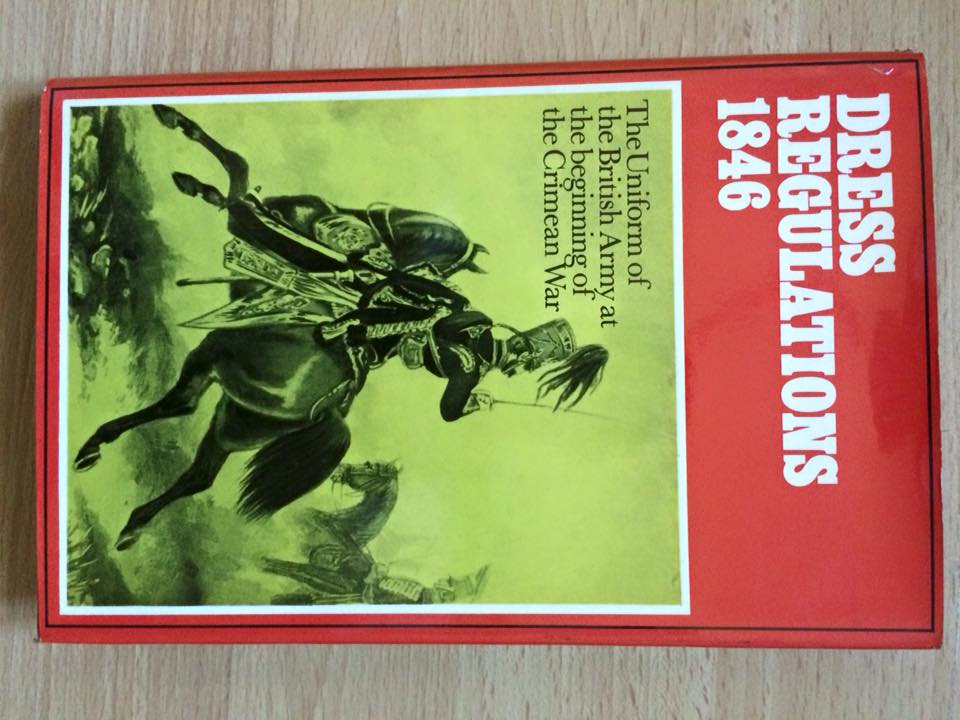 DRESS
REGULATIONS
1846
The Uniform of
the British Army at
the beginning of
the Crimean War